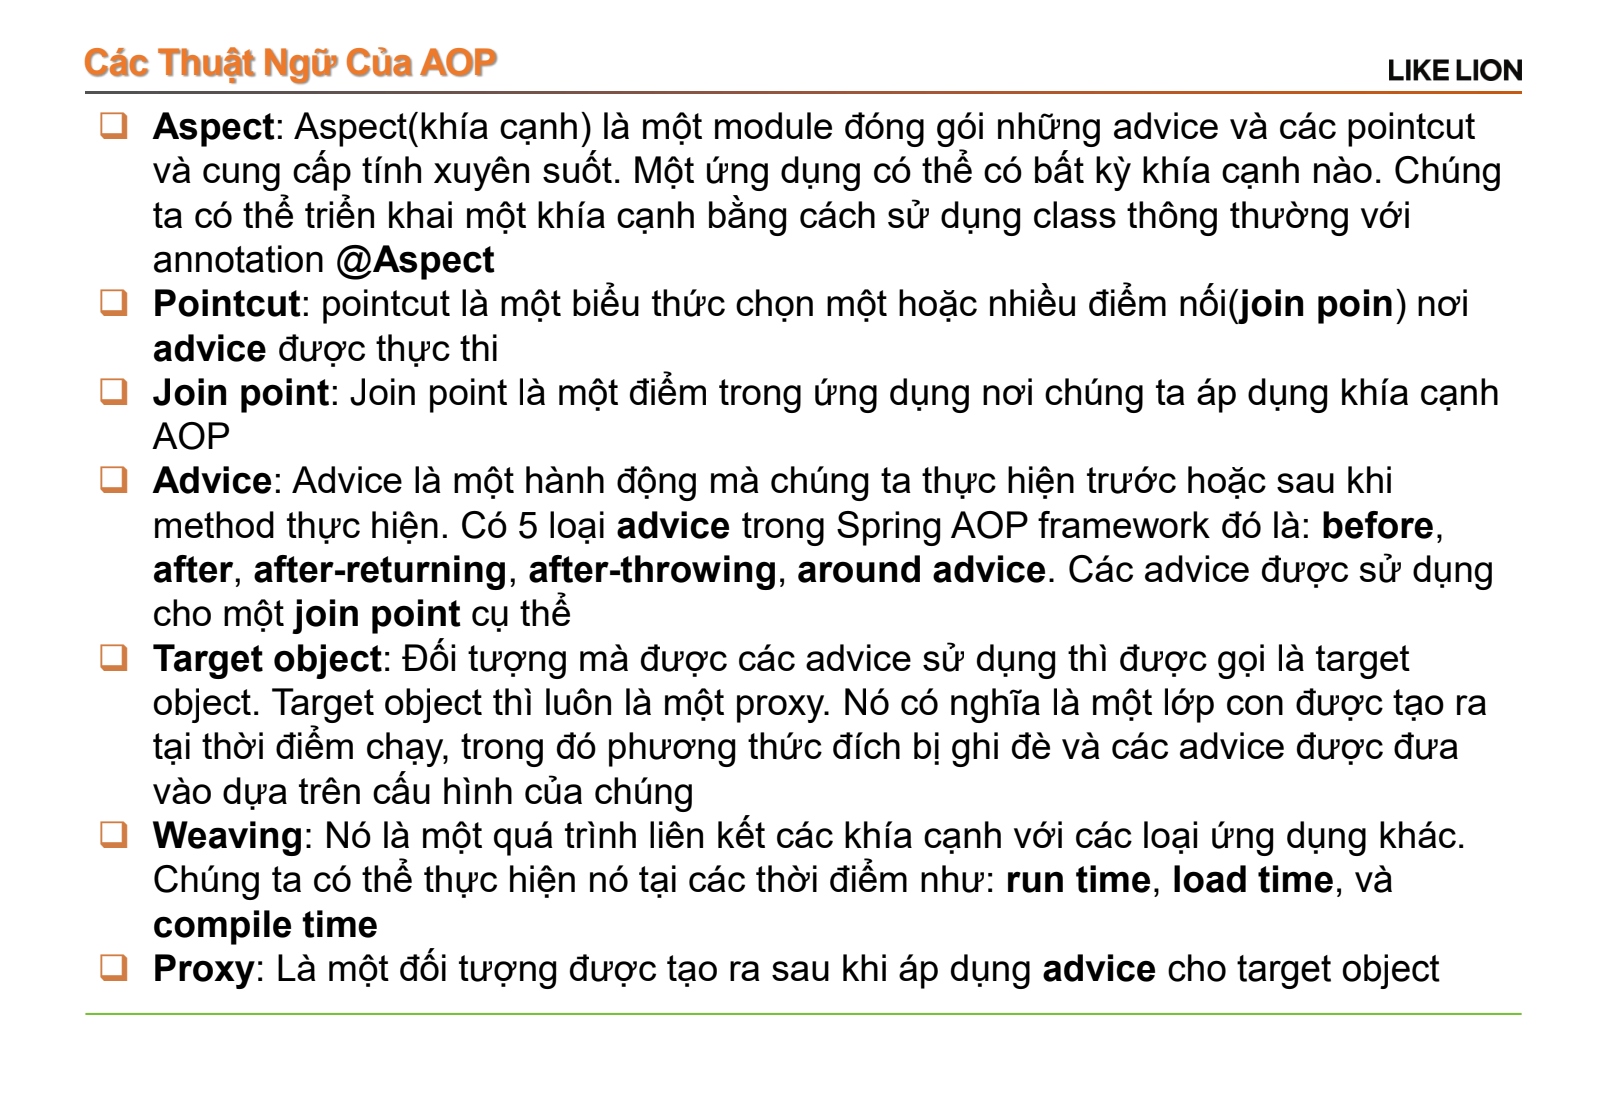 Các Thuật Ngữ Của AOP
LIKE LION
Aspect: Aspect(khía cạnh) là một module đóng gói những advice và các pointcut
và cung cấp tính xuyên suốt. Một ứng dụng có thể có bất kỳ khía cạnh nào. Chúng
ta có thể triển khai một khía cạnh bằng cách sử dụng class thông thường với
annotation @Aspect
Pointcut: pointcut là một biểu thức chọn một hoặc nhiều điểm nối(join poin) nơi
advice được thực thi
Join point: Join point là một điểm trong ứng dụng nơi chúng ta áp dụng khía cạnh
AOP
Advice: Advice là một hành động mà chúng ta thực hiện trước hoặc sau khi
method thực hiện. Có 5 loại advice trong Spring AOP framework đó là: before,
after, after-returning, after-throwing, around advice. Các advice được sử dụng
cho một join point cụ thể
Target object: Đối tượng mà được các advice sử dụng thì được gọi là target
object. Target object thì luôn là một proxy. Nó có nghĩa là một lớp con được tạo ra
tại thời điểm chạy, trong đó phương thức đích bị ghi đè và các advice được đưa
vào dựa trên cấu hình của chúng
Weaving: Nó là một quá trình liên kết các khía cạnh với các loại ứng dụng khác.
Chúng ta có thể thực hiện nó tại các thời điểm như: run time, load time, và
compile time
Proxy: Là một đối tượng được tạo ra sau khi áp dụng advice cho target object